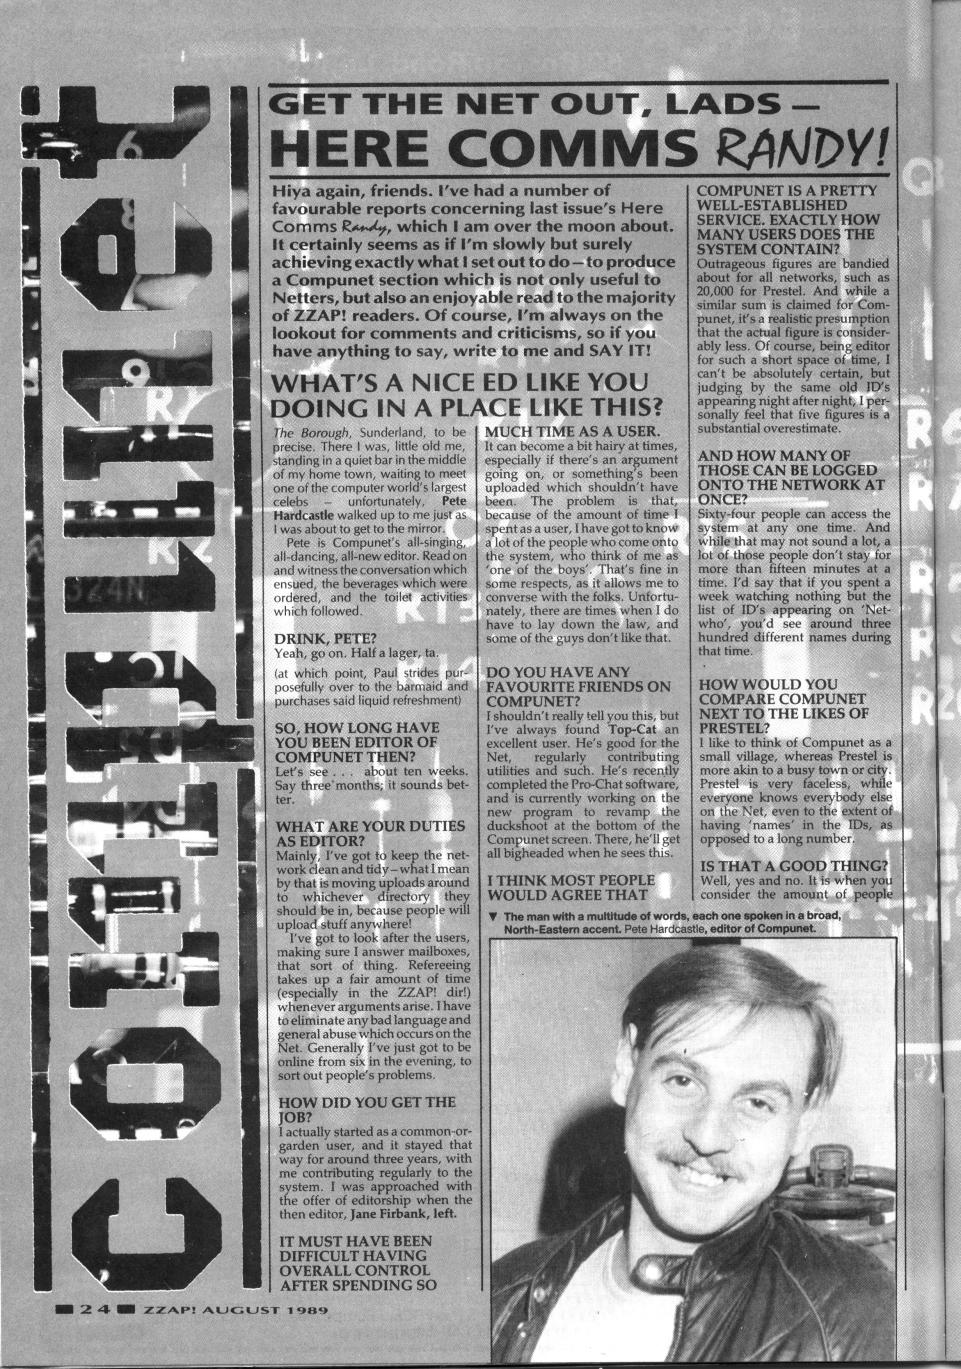 compunet
GET THE NET OUT, LADS —
HERE COMMS RANDY!
Hiya again, friends. I've had a number of
favourable reports concerning last issue's Here
Comms Randy, which I am over the moon about.
It certainly seems as if I'm slowly but surely
achieving exactly what I set out to do—to produce
a Compunet section which is not only useful to
Netters, but also an enjoyable read to the majority
of ZZAP! readers. Of course, I'm always on the
lookout for comments and criticisms, so if you
have anything to say, write to me and SAY IT!
WHAT'S A NICE ED LIKE YOU
DOING IN A PLACE LIKE THIS?
The Borough, Sunderland, to be
precise. There I was, little old me,
standing in a quiet bar in the middle
of my home town, waiting to meet
one of the computer world's largest
celebs – unfortunately, Pete
Hardcastle walked up to me just as
I was about to get to the mirror.
Pete is Compunet's all-singing,
all-dancing, all-new editor. Read on
and witness the conversation which
ensued, the beverages which were
ordered, and the toilet activities
which followed.
DRINK, PETE?
Yeah, go on. Half a lager, ta.
(at which point, Paul strides pur-
posefully over to the barmaid and
purchases said liquid refreshment)
SO, HOW LONG HAVE
YOU BEEN EDITOR OF
COMPUNET THEN?
Let's see . . . about ten weeks.
Say three months; it sounds bet-
ter.
WHAT ARE YOUR DUTIES
AS EDITOR?
Mainly, I've got to keep the net-
work clean and tidy – what I mean
by that is moving uploads around
to whichever directory they
should be in, because people will
upload stuff anywhere!
I've got to look after the users,
making sure I answer mailboxes,
that sort of thing. Refereeing
takes up a fair amount of time
(especially in the ZZAP! dir!)
whenever arguments arise. I have
to eliminate any bad language and
general abuse which occurs on the
Net. Generally I've just got to be
online from six in the evening, to
sort out people's problems.
HOW DID YOU GET THE
JOB?
I actually started as a common-or-
garden user, and it stayed that
way for around three years, with
me contributing regularly to the
system. I was approached with
the offer of editorship when the
then editor, Jane Firbank, left.
IT MUST HAVE BEEN
DIFFICULT HAVING
OVERALL CONTROL
AFTER SPENDING SO
MUCH TIME AS A USER.
It can become a bit hairy at times,
especially if there's an argument
going on, or something's been
uploaded which shouldn't have
been. The problem is that,
because of the amount of time I
spent as a user, I have got to know
a lot of the people who come onto
the system, who think of me as
'one of the boys'. That's fine in
some respects, as it allows me to
converse with the folks. Unfortu-
nately, there are times when I do
have to lay down the law, and
some of the guys don't like that.
DO YOU HAVE ANY
FAVOURITE FRIENDS ON
COMPUNET?
I shouldn't really tell you this, but
I've always found Top-Cat an
excellent user. He's good for the
Net, regularly contributing
utilities and such. He's recently
completed the Pro-Chat software,
and is currently working on the
new program to revamp the
duckshoot at the bottom of the
Compunet screen. There, he'll get
all bigheaded when he sees this.
I THINK MOST PEOPLE
WOULD AGREE THAT
COMPUNET IS A PRETTY
WELL-ESTABLISHED
SERVICE. EXACTLY HOW
MANY USERS DOES THE
SYSTEM CONTAIN?
Outrageous figures are bandied
about for all networks, such as
20,000 for Prestel. And while a
similar sum is claimed for Com-
punet, it's a realistic presumption
that the actual figure is consider-
ably less. Of course, being editor
for such a short space of time, I
can't be absolutely certain, but
judging by the same old ID's
appearing night after night, I per-
sonally feel that five figures is a
substantial overestimate.
AND HOW MANY OF
THOSE CAN BE LOGGED
ONTO THE NETWORK AT
ONCE?
Sixty-four people can access the
system at any one time. And
while that may not sound a lot, a
lot of those people don't stay for
more than fifteen minutes at a
time. I'd say that if you spent a
week watching nothing but the
list of ID's appearing on 'Net-
who', you'd see around three
hundred different names during
that time.
HOW WOULD YOU
COMPARE COMPUNET
NEXT TO THE LIKES OF
PRESTEL?
I like to think of Compunet as a
small village, whereas Prestel is
more akin to a busy town or city.
Prestel is very faceless, while
everyone knows everybody else
on the Net, even to the extent of
having 'names' in the IDs, as
opposed to a long number.
IS THAT A GOOD THING?
Well, yes and no. It is when you
consider the amount of people
▼ The man with a multitude of words, each one spoken in a broad,
North-Eastern accent. Pete Hardcastle, editor of Compunet.
24 ZZAP! AUGUST 1989